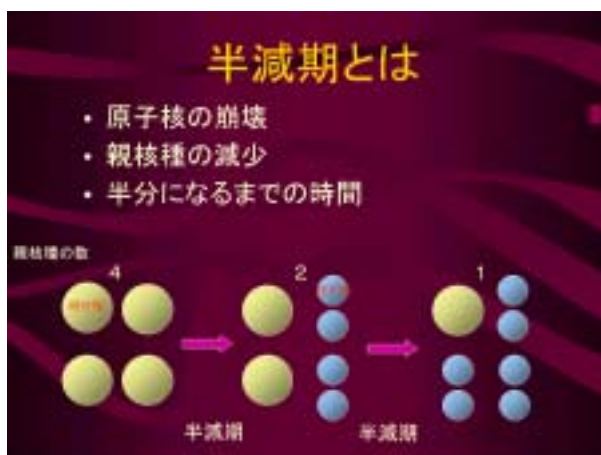 半減期とは
• 原子核の崩壊
• 親核種の減少
• 半分になるまでの時間
親核種の数
4
2
1
半減期
半減期